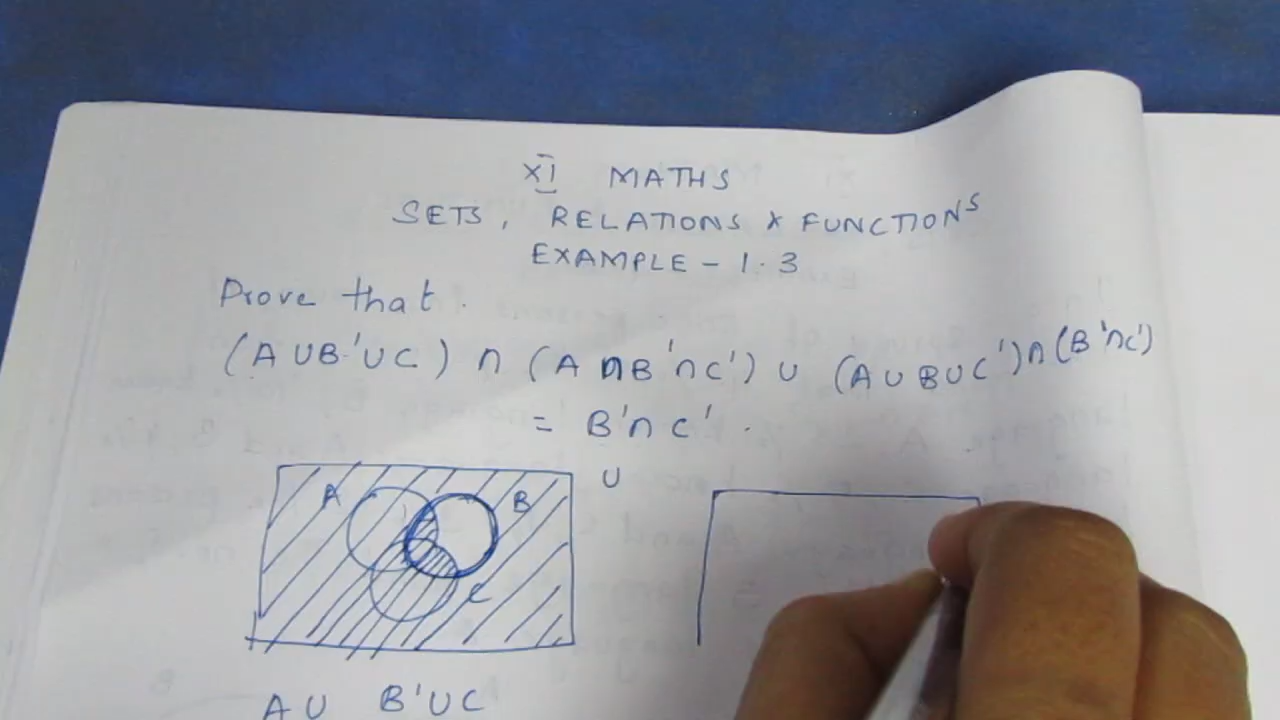 XI MATHS
SETS, RELATIONS & FUNCTIONS
EXAMPLE - 1.3
Prove that.
(A ∪ B' ∪ C) ∩ (A ∩ B' ∩ C') ∪ (A ∪ B ∪ C') ∩ (B' ∩ C')
= B' ∩ C'.
U
A B
C
A ∪ B' ∪ C